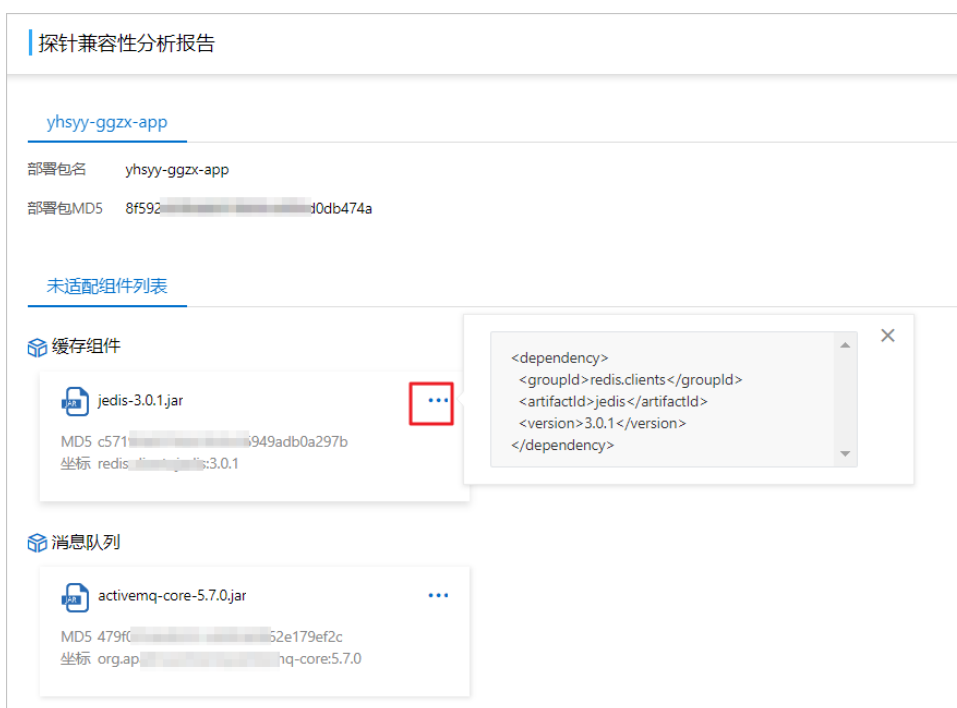 探针兼容性分析报告
yhsyy-ggzx-app
部署包名 yhsyy-ggzx-app
部署包MD5 8f592 d0db474a
未适配组件列表
缓存组件
jedis-3.0.1.jar
MD5 c571 949adb0a297b
坐标 redis :3.0.1
<dependency>
<groupId>redis.clients</groupId>
<artifactId>jedis</artifactId>
<version>3.0.1</version>
</dependency>
消息队列
JAR activemq-core-5.7.0.jar
MD5 479f 52e179ef2c
坐标 org.ap mq-core:5.7.0